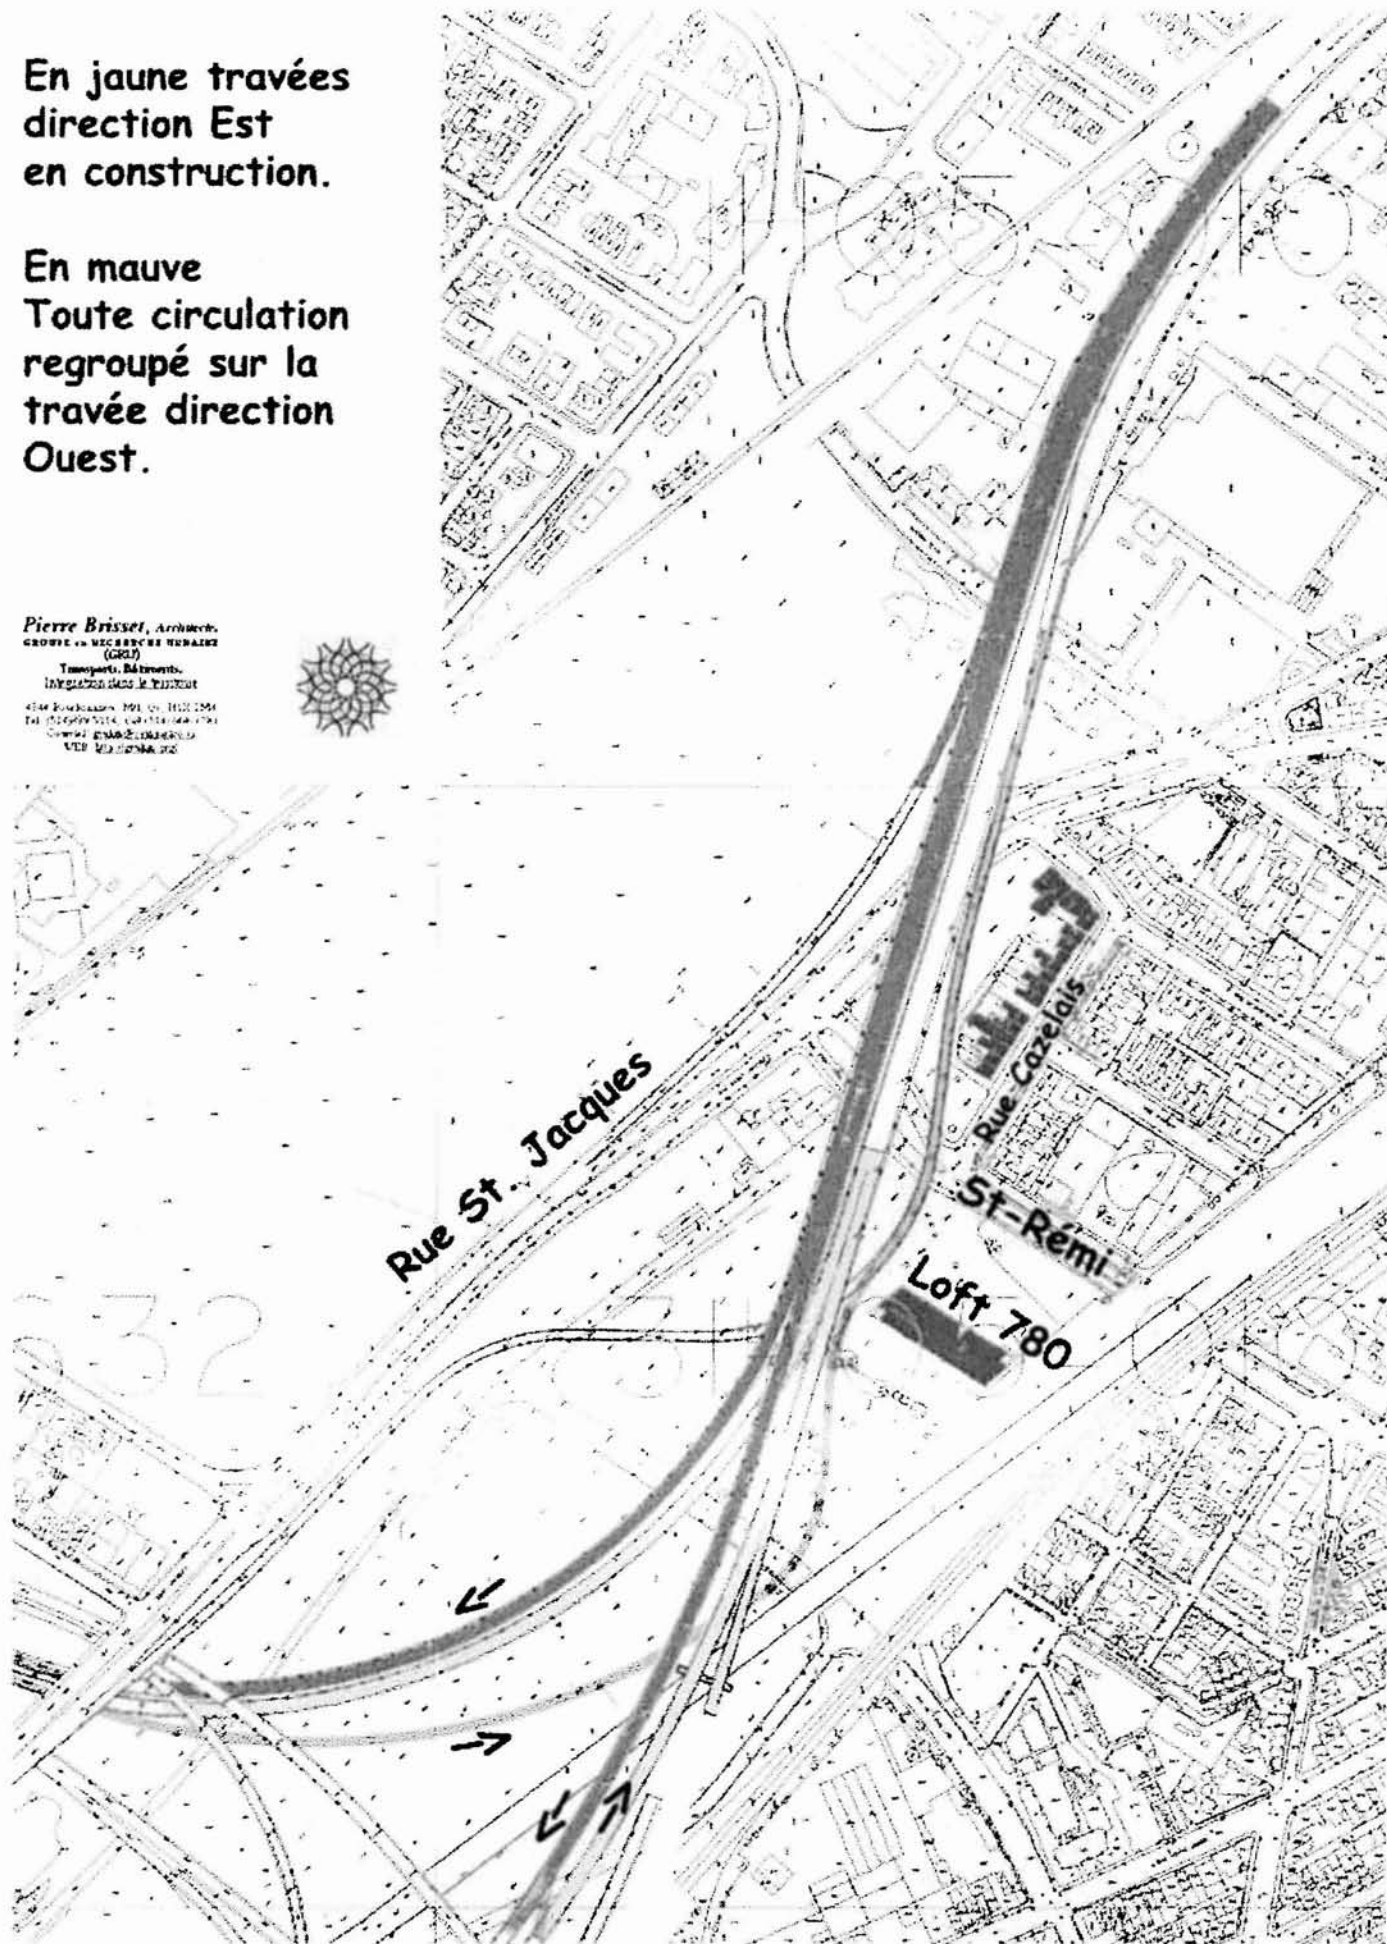 En jaune travées
direction Est
en construction.
En mauve
Toute circulation
regroupé sur la
travée direction
Ouest.
Pierre Brisset, Architecte.
(GRU)
Transports. Bâtiments.
Rue St. Jacques
Rue Cazelais
St-Rémi
Loft 780